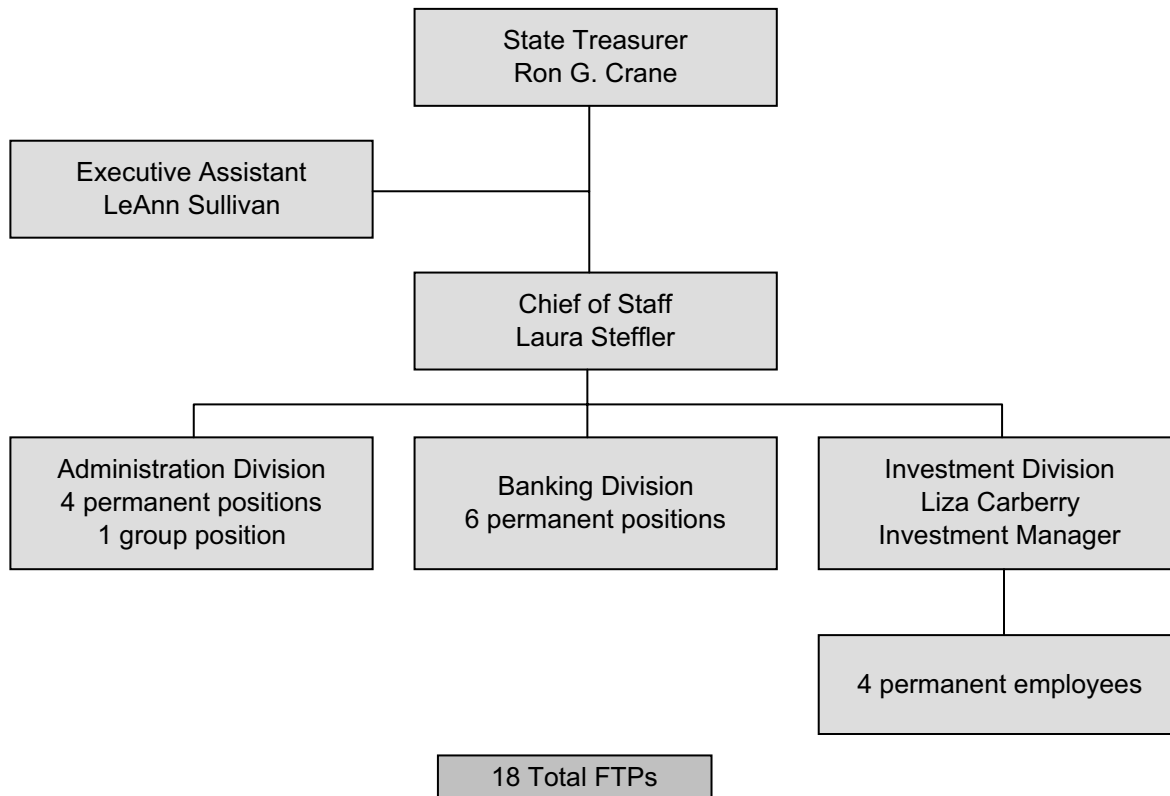 State Treasurer
Ron G. Crane
Executive Assistant
LeAnn Sullivan
Chief of Staff
Laura Steffler
Administration Division
4 permanent positions
1 group position
Banking Division
6 permanent positions
Investment Division
Liza Carberry
Investment Manager
4 permanent employees
18 Total FTPs